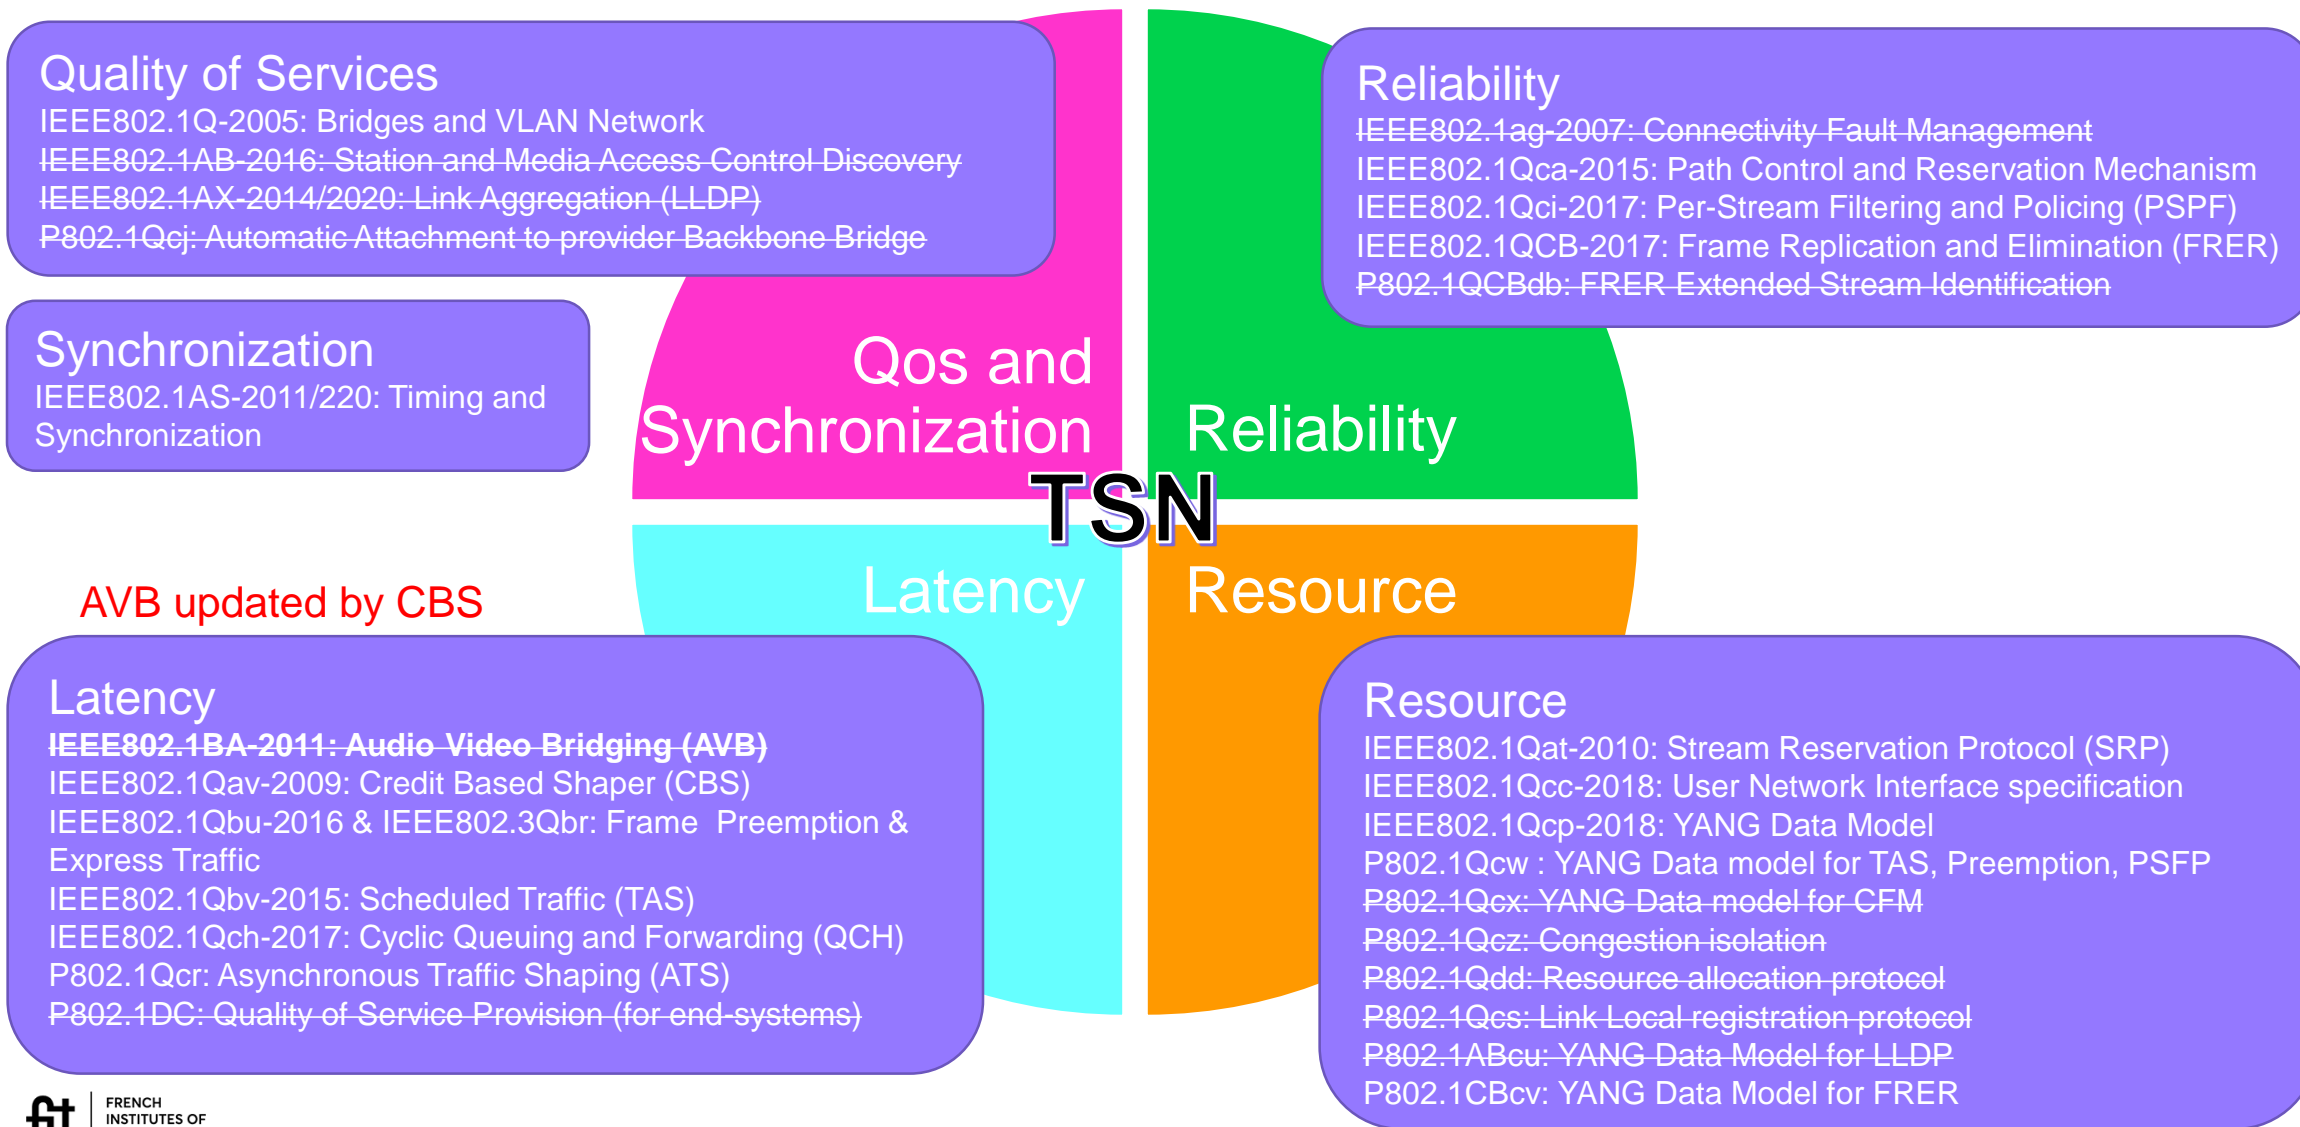 Quality of Services
IEEE802.1Q-2005: Bridges and VLAN Network
IEEE802.1AB-2016: Station and Media Access Control Discovery
IEEE802.1AX-2014/2020: Link Aggregation (LLDP)
P802.1Qcj: Automatic Attachment to provider Backbone Bridge
Synchronization
IEEE802.1AS-2011/220: Timing and
Synchronization
Qos and
Synchronization
Reliability
IEEE802.1ag-2007: Connectivity Fault Management
IEEE802.1Qca-2015: Path Control and Reservation Mechanism
IEEE802.1Qci-2017: Per-Stream Filtering and Policing (PSPF)
IEEE802.1QCB-2017: Frame Replication and Elimination (FRER)
P802.1QCBdb: FRER Extended Stream Identification
Reliability
TSN
Latency
Resource
AVB updated by CBS
Latency
IEEE802.1BA-2011: Audio Video Bridging (AVB)
IEEE802.1Qav-2009: Credit Based Shaper (CBS)
IEEE802.1Qbu-2016 & IEEE802.3Qbr: Frame  Preemption &
Express Traffic
IEEE802.1Qbv-2015: Scheduled Traffic (TAS)
IEEE802.1Qch-2017: Cyclic Queuing and Forwarding (QCH)
P802.1Qcr: Asynchronous Traffic Shaping (ATS)
P802.1DC: Quality of Service Provision (for end-systems)
Resource
IEEE802.1Qat-2010: Stream Reservation Protocol (SRP)
IEEE802.1Qcc-2018: User Network Interface specification
IEEE802.1Qcp-2018: YANG Data Model
P802.1Qcw : YANG Data model for TAS, Preemption, PSFP
P802.1Qcx: YANG Data model for CFM
P802.1Qcz: Congestion isolation
P802.1Qdd: Resource allocation protocol
P802.1Qcs: Link Local registration protocol
P802.1ABcu: YANG Data Model for LLDP
P802.1CBcv: YANG Data Model for FRER
fit
FRENCH
INSTITUTES OF